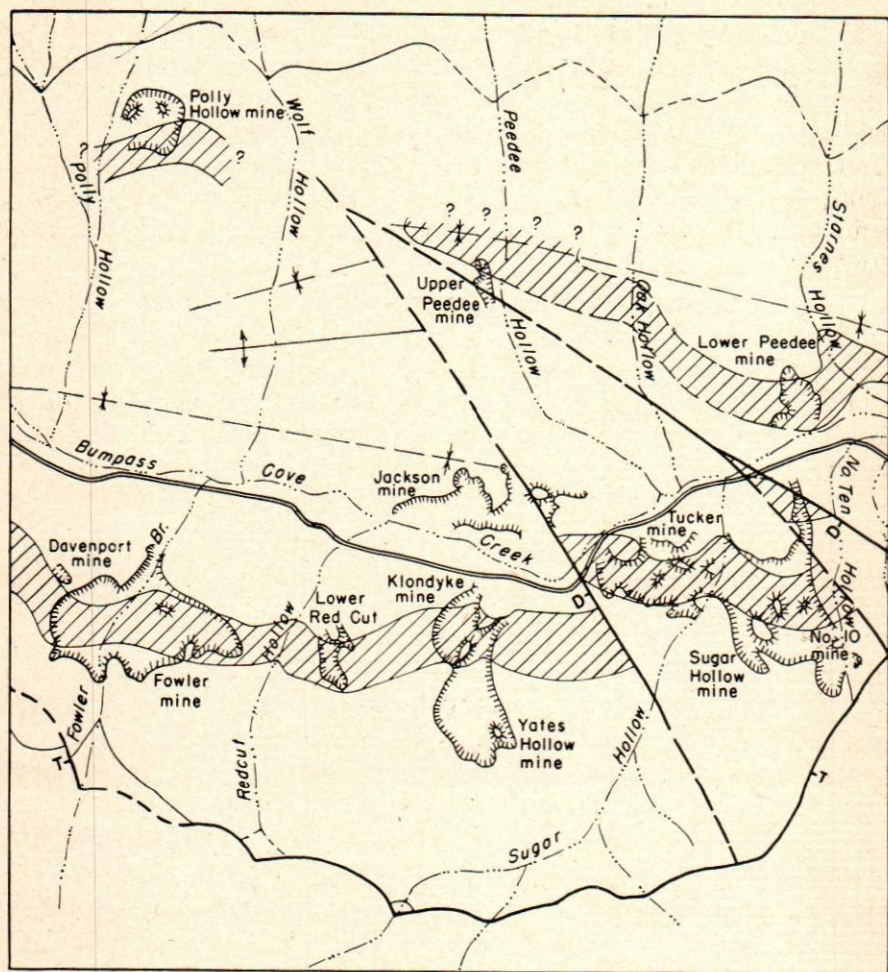 Polly
Hollow mine
Wolf
Hollow
Peedee
Hollow
Starnes
Hollow
?
Polly
Hollow
?
? ? ? ?
Upper
Peedee
mine
Oak Hollow
Lower Peedee
mine
Bumpass
Cove
Creek
Jackson
mine
Tucker
mine
No. Ten
Hollow
D
Davenport
mine
Br.
Klondyke
mine
D
Lower
Red Cut
Hollow
Fowler
mine
Yates
Hollow
mine
Sugar
Hollow
mine
No. 10
mine
Fowler
T
Redcut
Hollow
Sugar
T